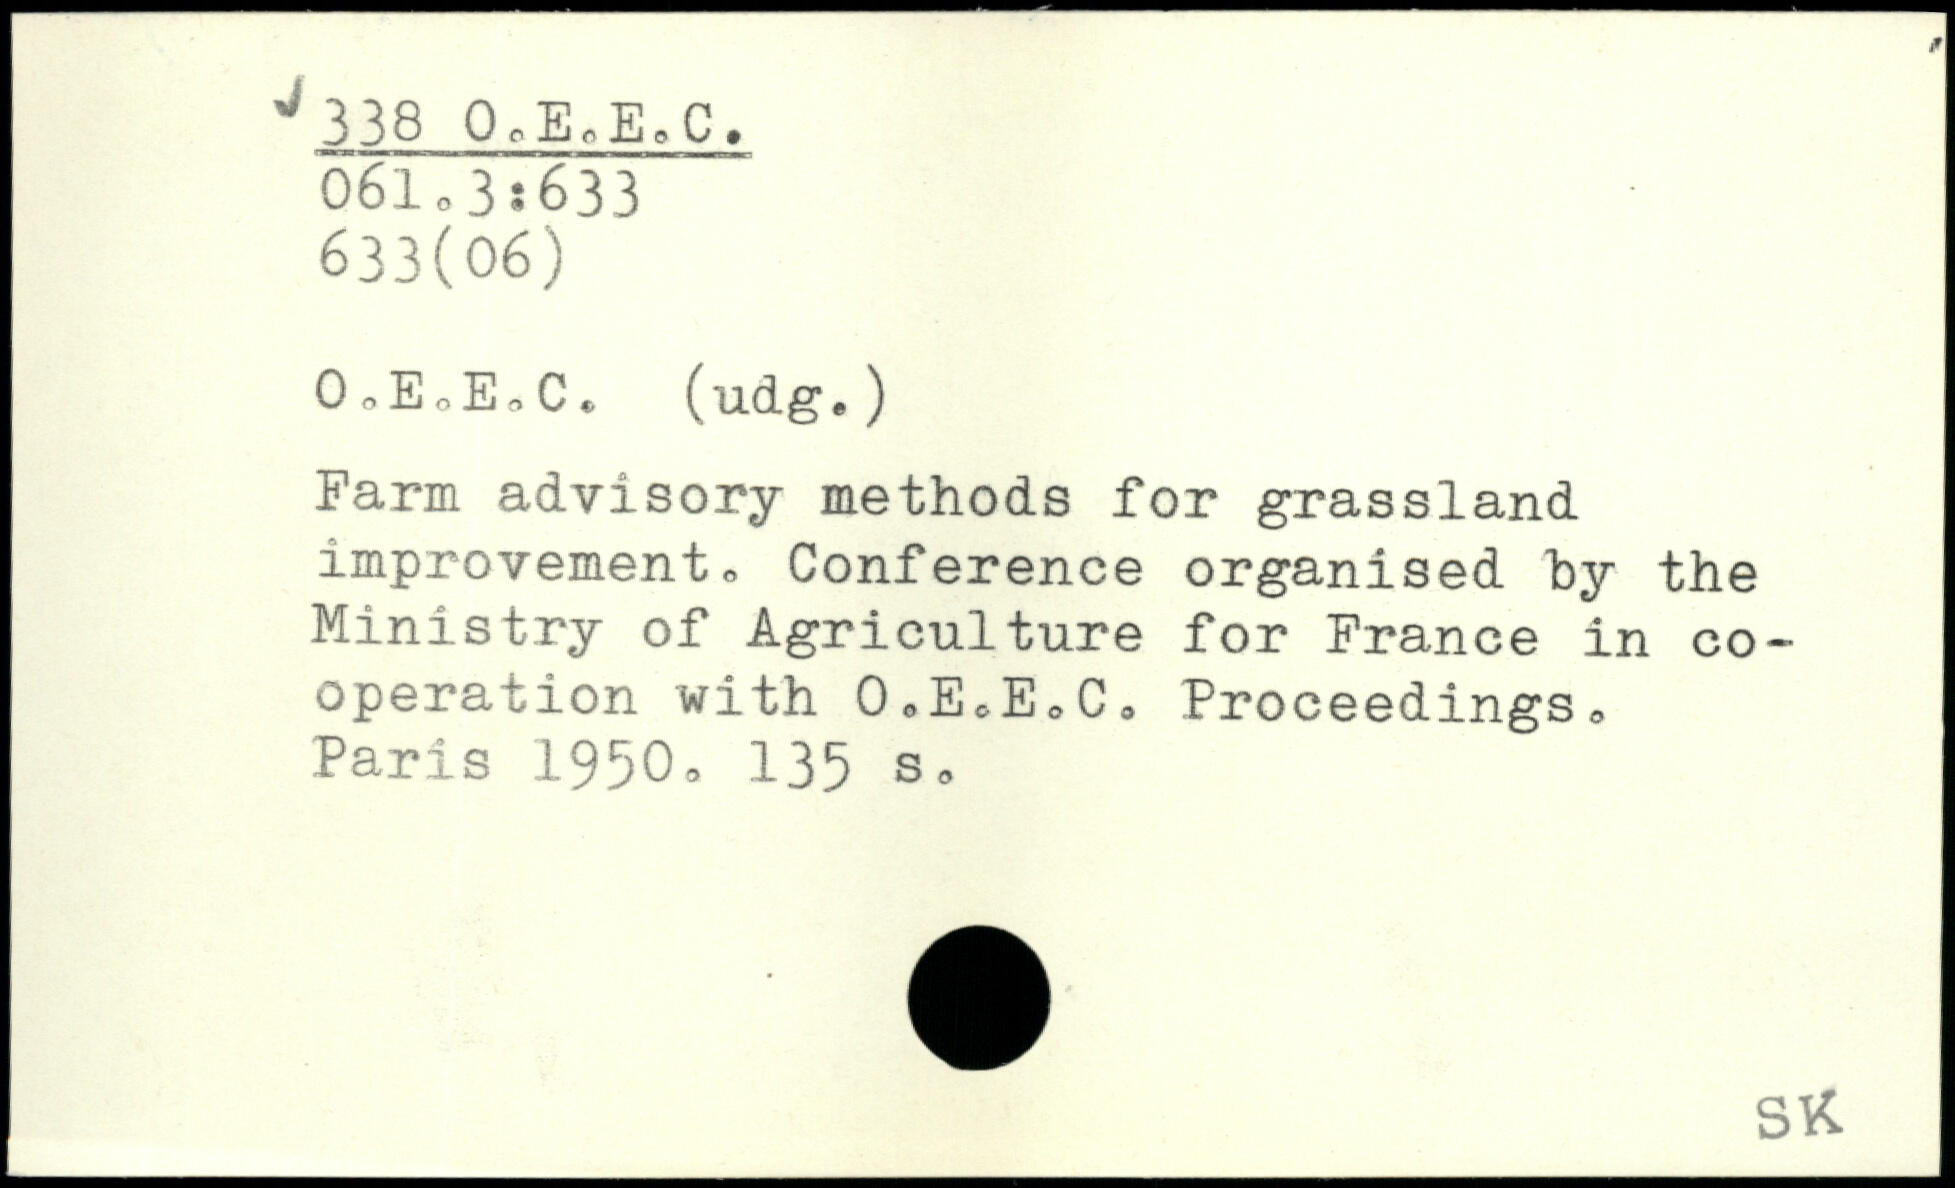 338 O.E.E.C.
061.3:633
633(06)
O.E.E.C. (udg.)
Farm advisory methods for grassland
improvement. Conference organised by the
Ministry of Agriculture for France in co-
operation with O.E.E.C. Proceedings.
Paris 1950. 135 s.
SK